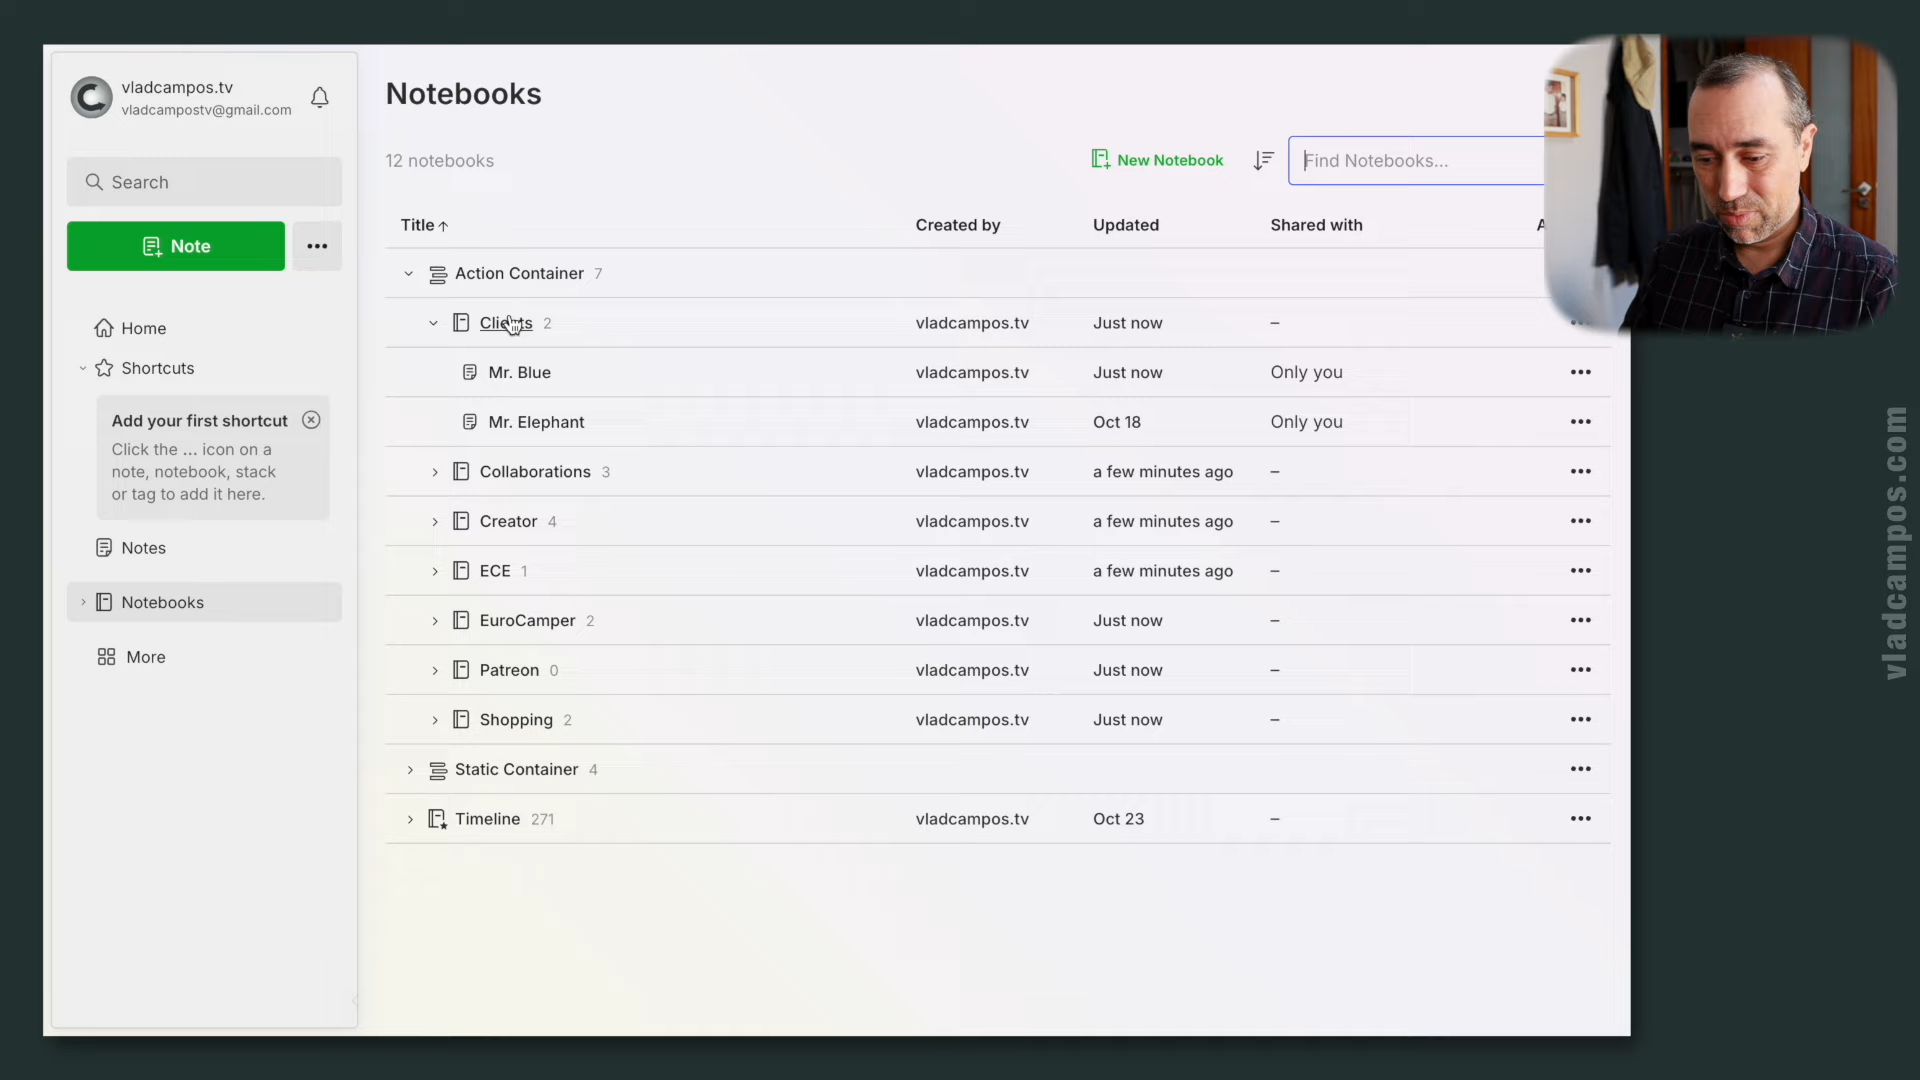 vladcampos.tv
vladcampostv@gmail.com
Search
Note
Home
Shortcuts
Add your first shortcut
Click the ... icon on a
note, notebook, stack
or tag to add it here.
Notes
Notebooks
More
Notebooks
12 notebooks
New Notebook
Find Notebooks...
Title Created by Updated Shared with A
Action Container 7
Clients 2 vladcampos.tv Just now –
Mr. Blue vladcampos.tv Just now Only you
Mr. Elephant vladcampos.tv Oct 18 Only you
Collaborations 3 vladcampos.tv a few minutes ago –
Creator 4 vladcampos.tv a few minutes ago –
ECE 1 vladcampos.tv a few minutes ago –
EuroCamper 2 vladcampos.tv Just now –
Patreon 0 vladcampos.tv Just now –
Shopping 2 vladcampos.tv Just now –
Static Container 4
Timeline 271 vladcampos.tv Oct 23 –
vladcampos.com